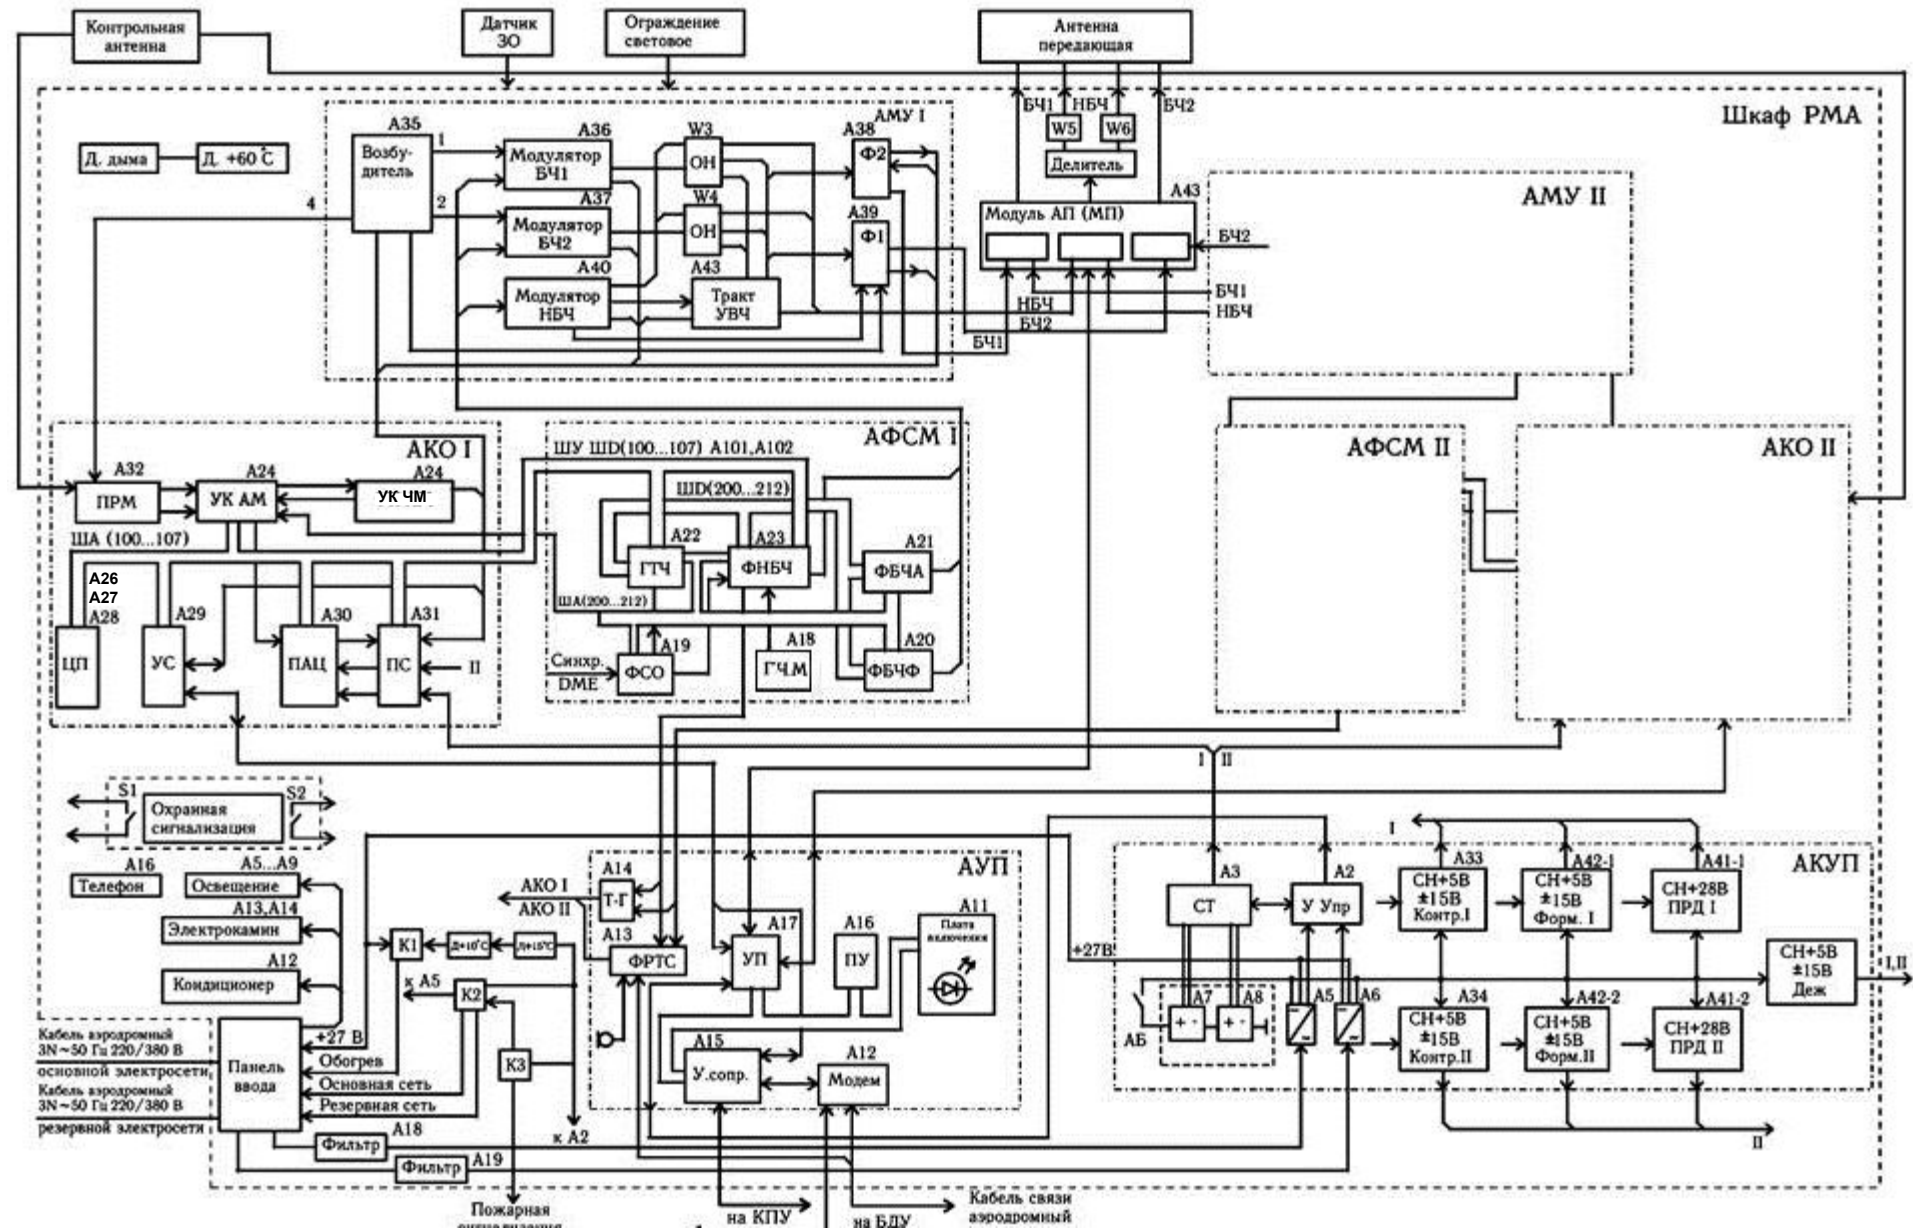 Контрольная
антенна
Датчик
ЗО
Ограждение
световое
Антенна
передающая
Шкаф РМА
БЧ1
НБЧ
БЧ2
W5
W6
Делитель
А43
Модуль АП (МП)
БЧ2
БЧ1
НБЧ
НБЧ
БЧ2
БЧ1
АМУ II
Д. дыма
Д. +60°С
4
АМУ I
А35
Возбу-
дитель
1
2
А36
Модулятор
БЧ1
А37
Модулятор
БЧ2
А40
Модулятор
НБЧ
W3
ОН
W4
ОН
А43
Тракт
УВЧ
А38
Ф2
А39
Ф1
АКО I
А32
ПРМ
А24
УК АМ
А24
УК ЧМ
ША (100...107)
А26
А27
А28
ЦП
А29
УС
А30
ПАЦ
А31
ПС
II
АФСМ I
ШУ ШD(100...107) А101,А102
ШD(200...212)
А22
ГТЧ
А23
ФНБЧ
А21
ФБЧА
ША(200...212)
А19
ФСО
А18
ГЧ.М
А20
ФБЧФ
Синхр.
DME
АФСМ II
АКО II
I II
S1
Охранная
сигнализация
S2
А16
Телефон
А5...А9
Освещение
А13,А14
Электрокамин
А12
Кондиционер
К1
Д+10°С
Д+15°С
к А5
К2
К3
к А2
Кабель аэродромный
3N~50 Гц 220/380 В
основной электросети
Кабель аэродромный
3N~50 Гц 220/380 В
резервной электросети
Панель
ввода
+27 В
Обогрев
Основная сеть
Резервная сеть
А18
Фильтр
А19
Фильтр
Пожарная
АУП
АКО I
АКО II
А14
Т-Г
А13
ФРТС
А17
УП
А16
ПУ
А11
Плата
включения
А15
У.сопр.
А12
Модем
на КПУ
на БДУ
Кабель связи
аэродромный
АКУП
I
+27В
А3
СТ
А2
У Упр
А33
СН+5В
±15В
Контр.I
А42-1
СН+5В
±15В
Форм. I
А41-1
СН+28В
ПРД I
АБ
А7
+ -
А8
+ -
А5
А6
А34
СН+5В
±15В
Контр.II
А42-2
СН+5В
±15В
Форм.II
А41-2
СН+28В
ПРД II
СН+5В
±15В
Деж
I,II
II